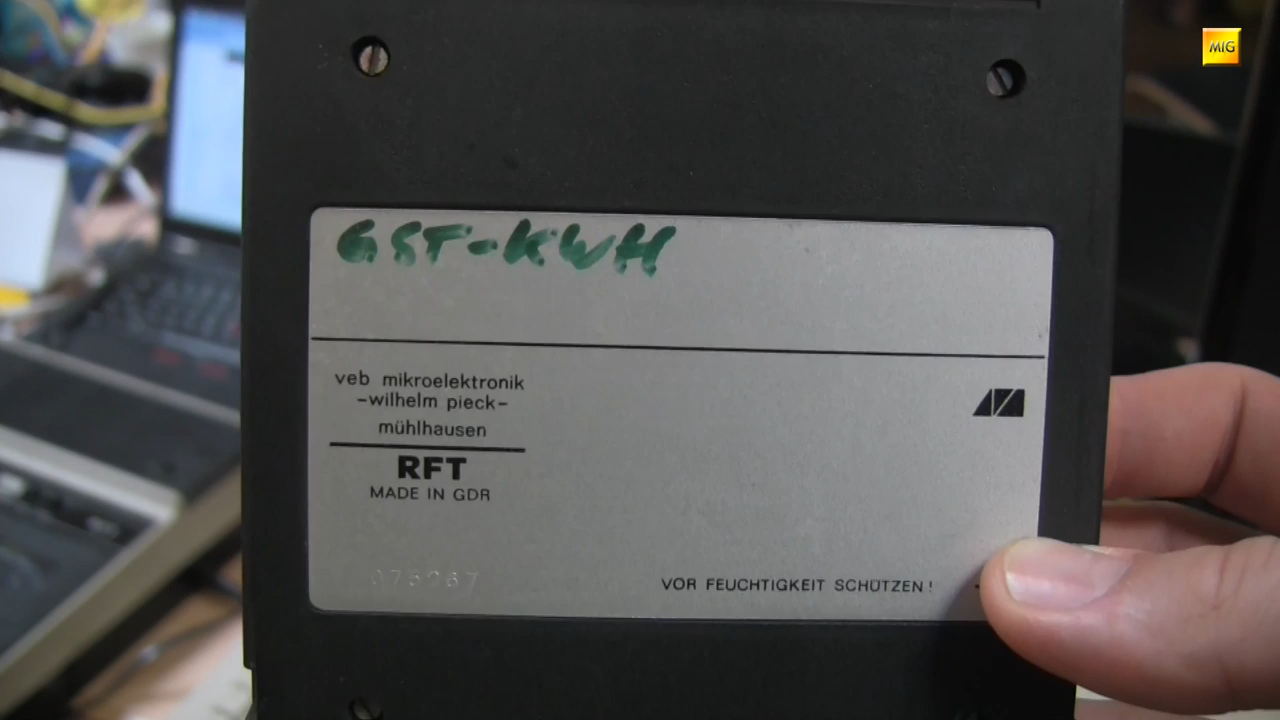 MIG
GST-KWH
veb mikroelektronik
-wilhelm pieck-
mühlhausen
RFT
MADE IN GDR
VOR FEUCHTIGKEIT SCHÜTZEN!